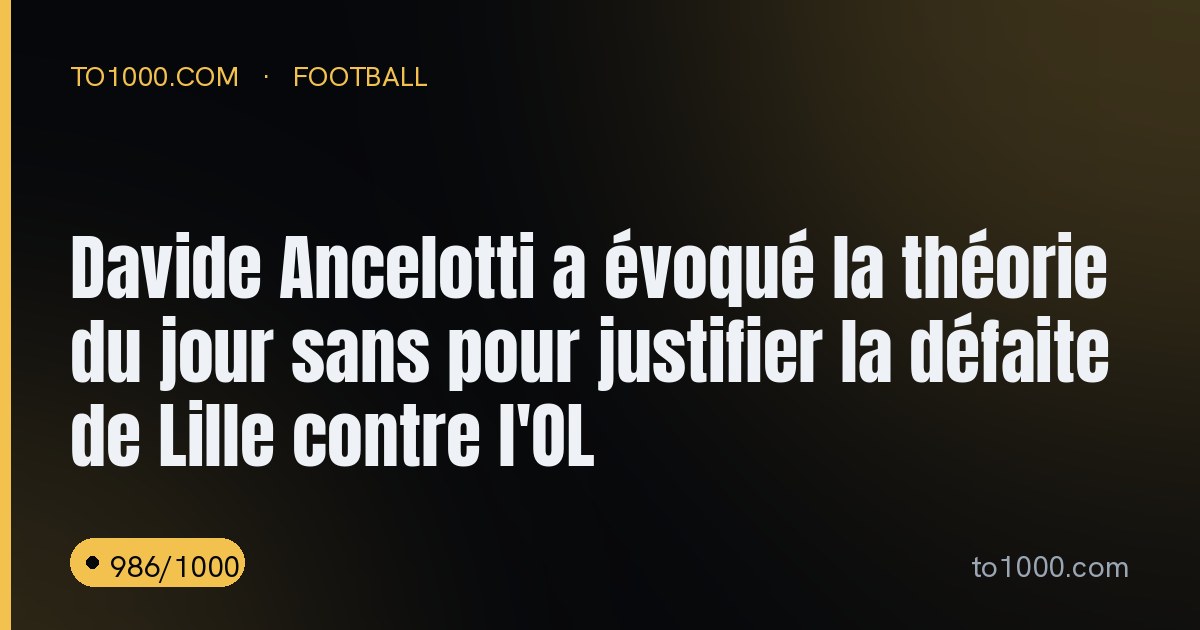 TO1000.COM · FOOTBALL
Davide Ancelotti a évoqué la théorie
du jour sans pour justifier la défaite
de Lille contre l'OL
986/1000
to1000.com